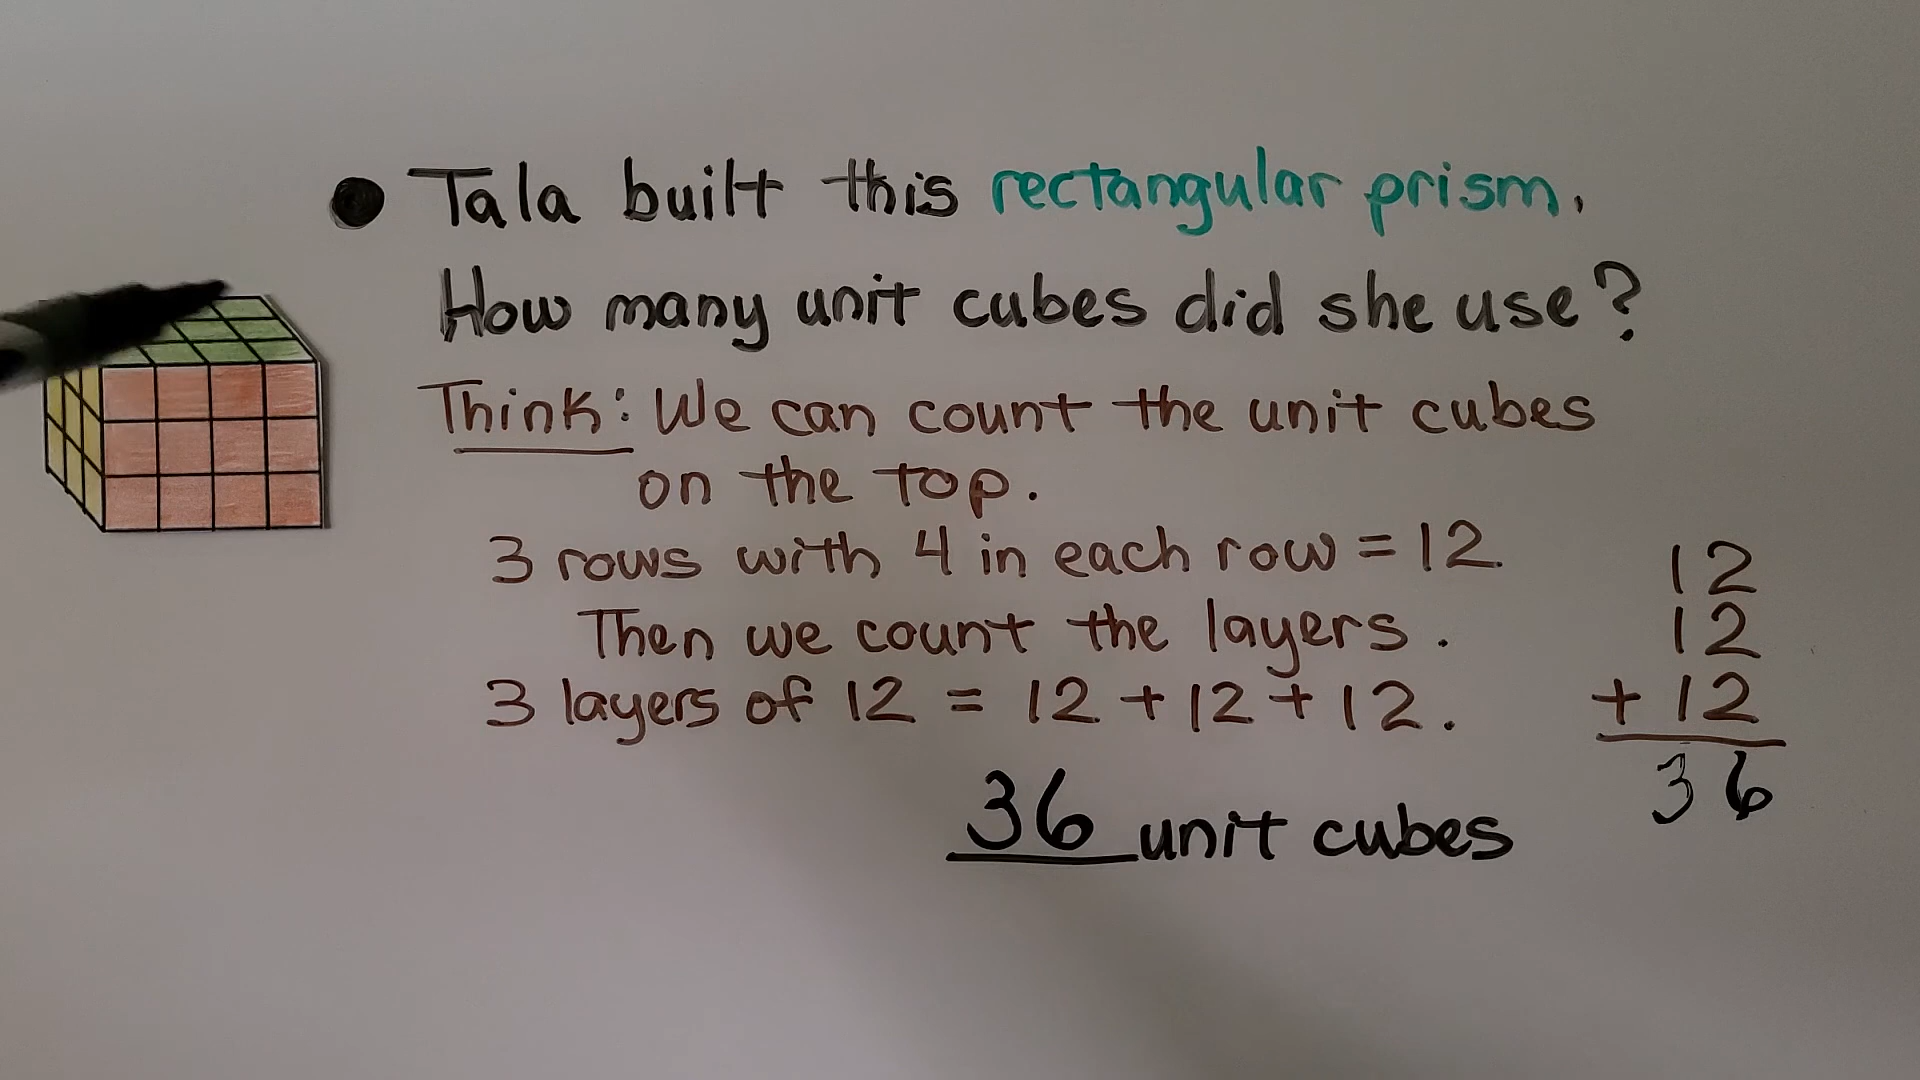 Tala built this rectangular prism.
How many unit cubes did she use?
Think: We can count the unit cubes
on the top.
3 rows with 4 in each row = 12
Then we count the layers.
3 layers of 12 = 12 + 12 + 12.
36 unit cubes
12
12
+ 12
36